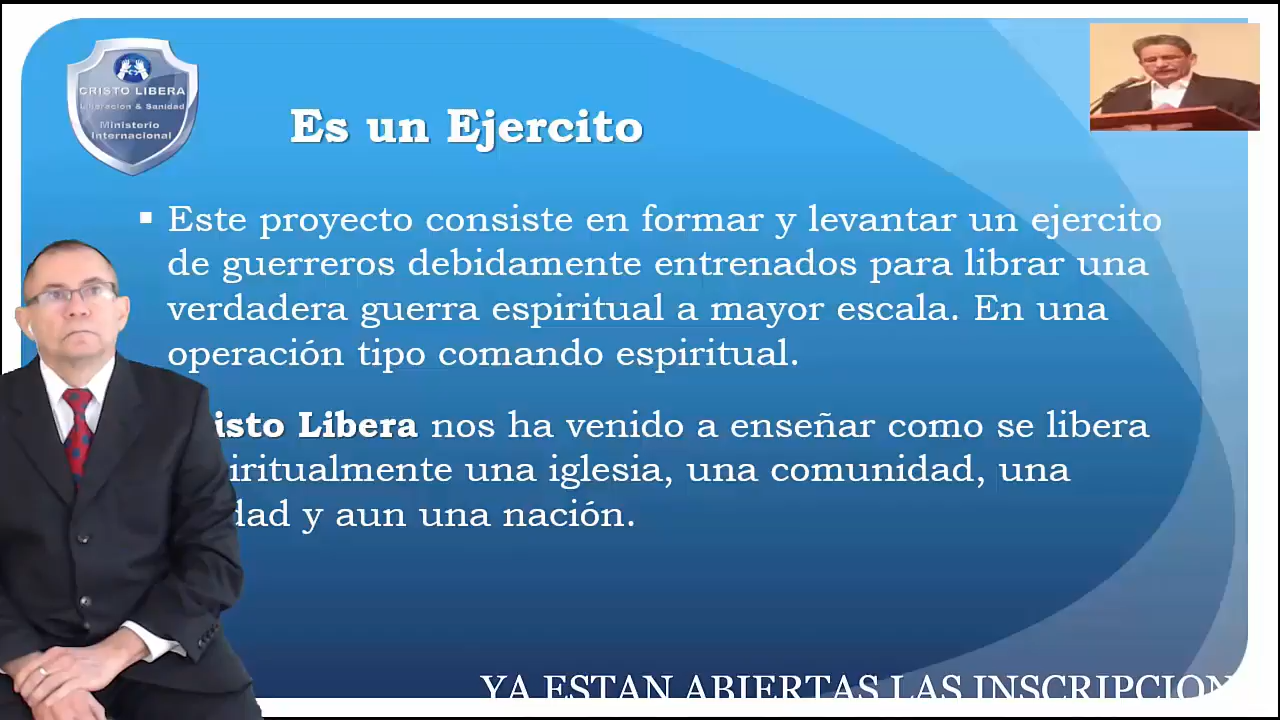 CRISTO LIBERA
Liberación & Sanidad
Ministerio
Internacional
Es un Ejercito
Este proyecto consiste en formar y levantar un ejercito
de guerreros debidamente entrenados para librar una
verdadera guerra espiritual a mayor escala. En una
operación tipo comando espiritual.
isto Libera nos ha venido a enseñar como se libera
iritualmente una iglesia, una comunidad, una
dad y aun una nación.
YA ESTAN ABIERTAS LAS INSCRIPCION